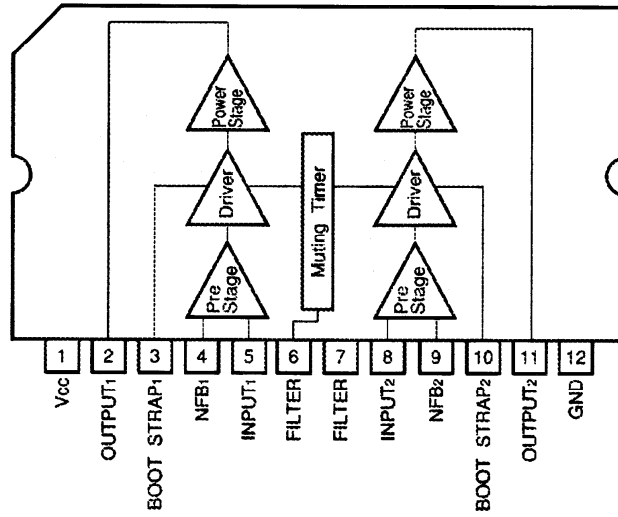 Power Stage
Power Stage
Driver
Muting Timer
Driver
Pre Stage
Pre Stage
1 2 3 4 5 6 7 8 9 10 11 12
Vcc
OUTPUT1
BOOT STRAP1
NFB1
INPUT1
FILTER
FILTER
INPUT2
NFB2
BOOT STRAP2
OUTPUT2
GND